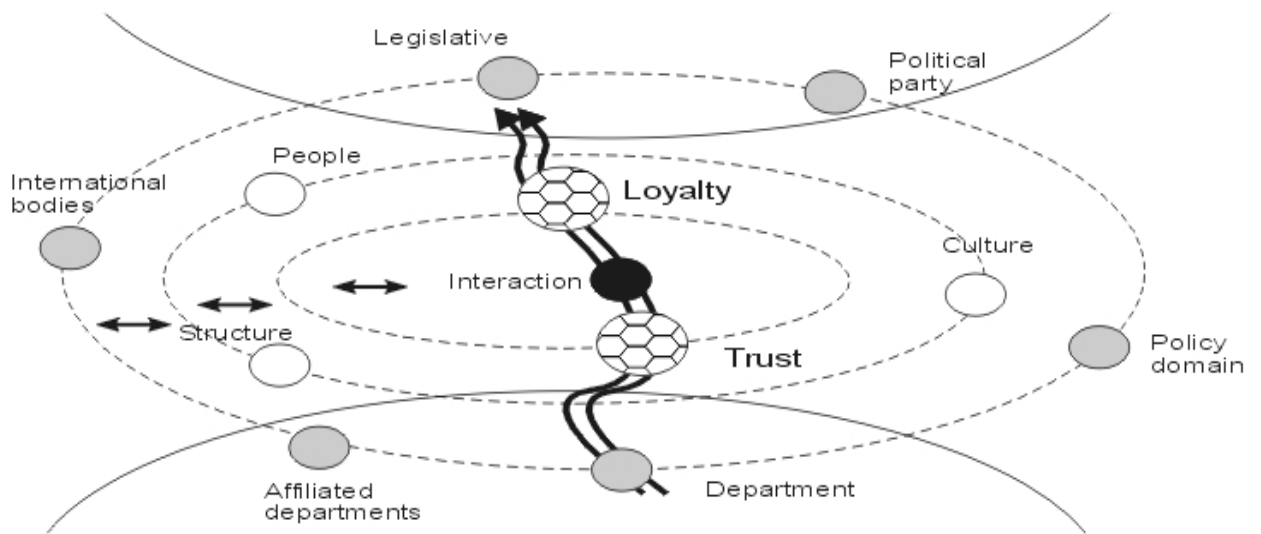 Legislative
Political
party
People
International
bodies
Loyalty
Culture
Interaction
Structure
Trust
Policy
domain
Affiliated
departments
Department